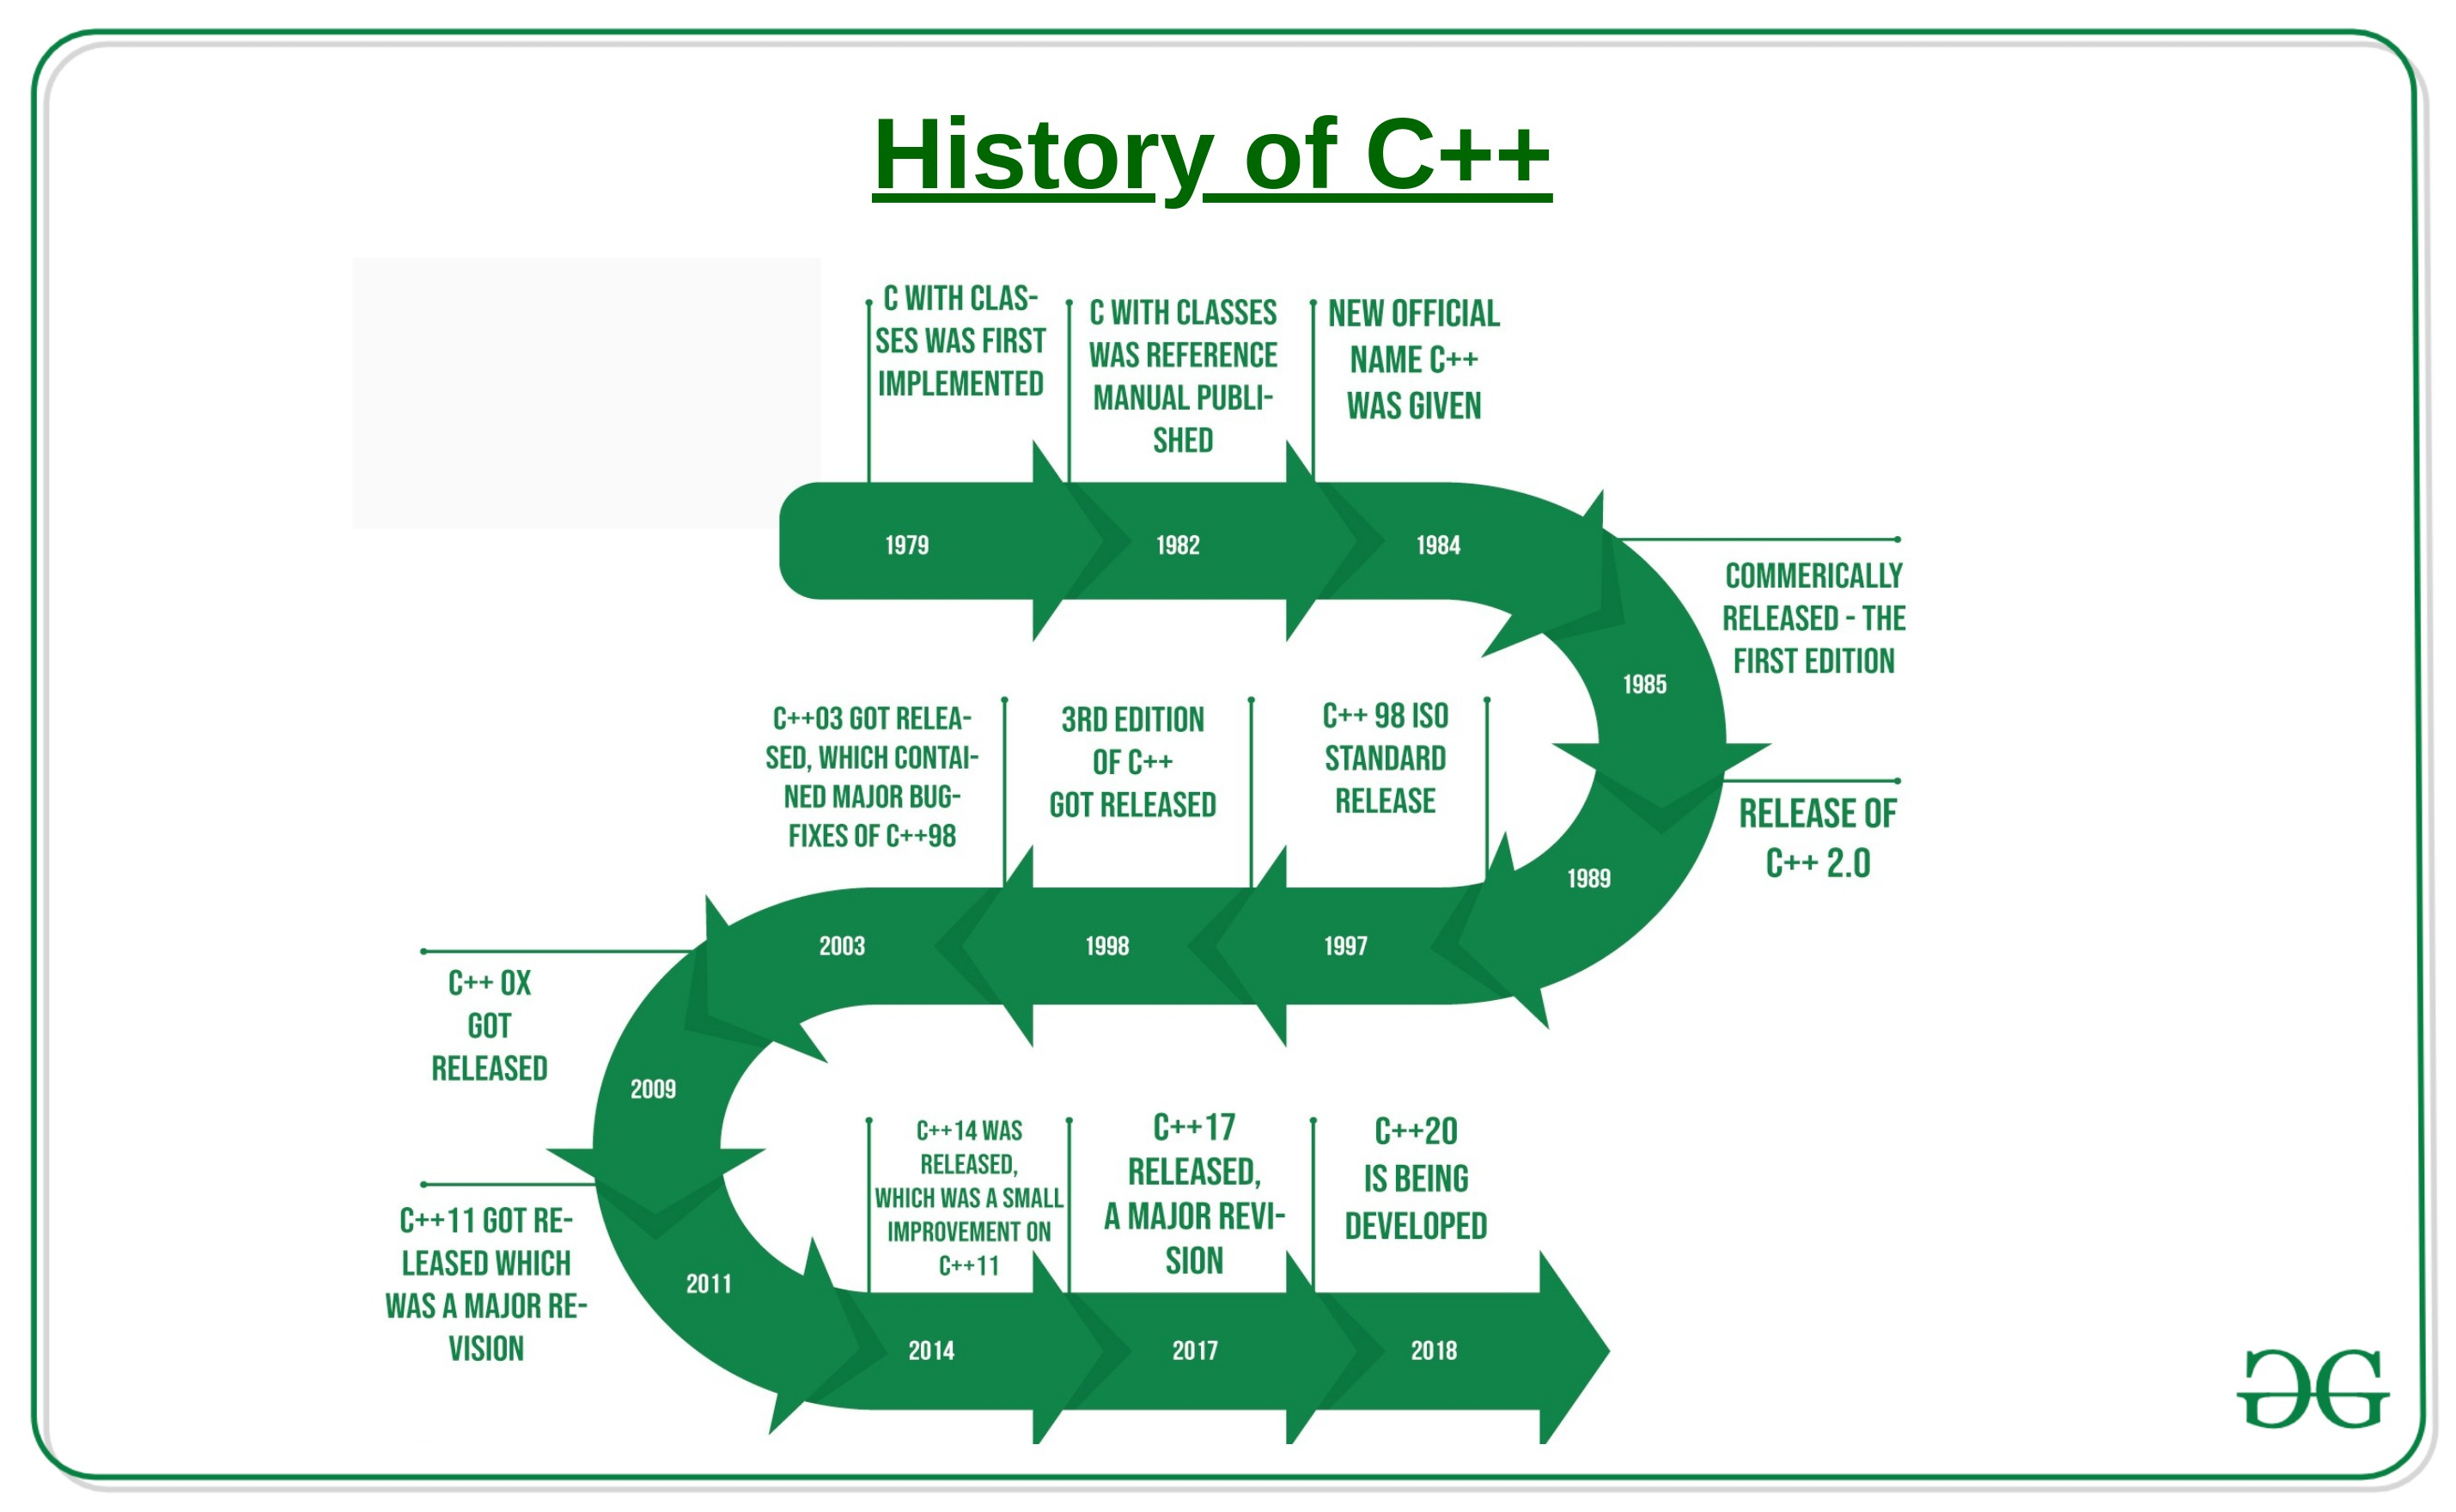 History of C++
C WITH CLAS-
SES WAS FIRST
IMPLEMENTED
C WITH CLASSES
WAS REFERENCE
MANUAL PUBLI-
SHED
NEW OFFICIAL
NAME C++
WAS GIVEN
1979
1982
1984
COMMERICALLY
RELEASED - THE
FIRST EDITION
1985
RELEASE OF
C++ 2.0
1989
C++ 98 ISO
STANDARD
RELEASE
1997
3RD EDITION
OF C++
GOT RELEASED
1998
C++03 GOT RELEA-
SED, WHICH CONTAI-
NED MAJOR BUG-
FIXES OF C++98
2003
C++ 0X
GOT
RELEASED
2009
C++11 GOT RE-
LEASED WHICH
WAS A MAJOR RE-
VISION
2011
C++14 WAS
RELEASED,
WHICH WAS A SMALL
IMPROVEMENT ON
C++11
2014
C++17
RELEASED,
A MAJOR REVI-
SION
2017
C++20
IS BEING
DEVELOPED
2018